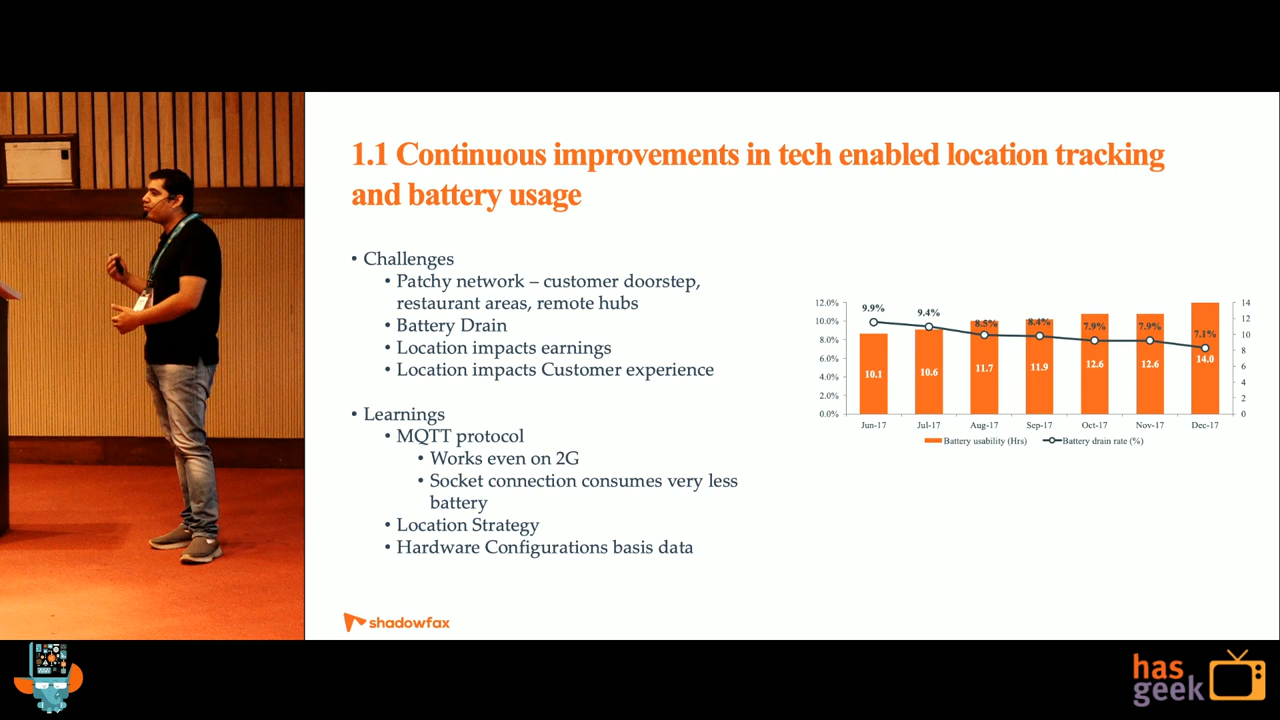 1.1 Continuous improvements in tech enabled location tracking
and battery usage
• Challenges
• Patchy network – customer doorstep,
restaurant areas, remote hubs
• Battery Drain
• Location impacts earnings
• Location impacts Customer experience
• Learnings
• MQTT protocol
• Works even on 2G
• Socket connection consumes very less
battery
• Location Strategy
• Hardware Configurations basis data
12.0%
10.0%
8.0%
6.0%
4.0%
2.0%
0.0%
9.9% 9.4% 8.5% 8.4% 7.9% 7.9% 7.1%
10.1 10.6 11.7 11.9 12.6 12.6 14.0
14
12
10
8
6
4
2
0
Jun-17 Jul-17 Aug-17 Sep-17 Oct-17 Nov-17 Dec-17
Battery usability (Hrs) Battery drain rate (%)
shadowfax
has
geek